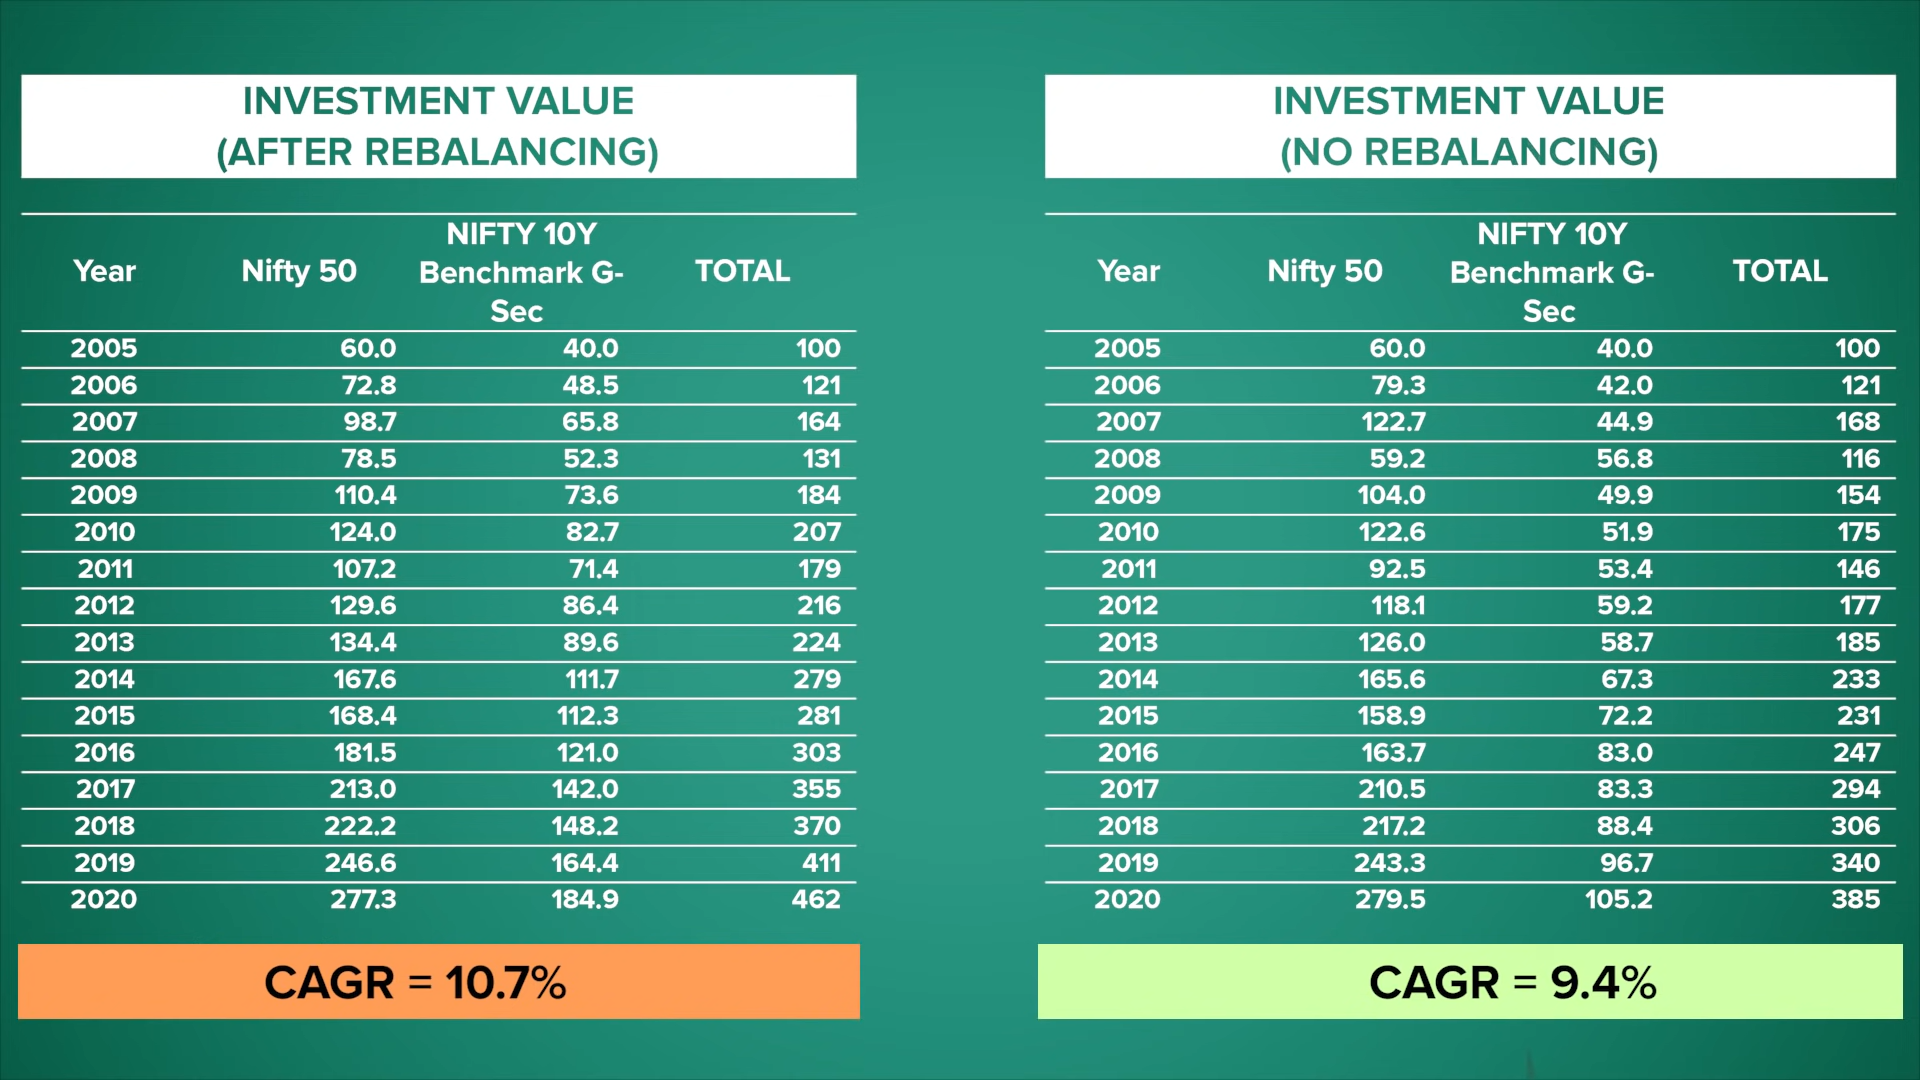 INVESTMENT VALUE
(AFTER REBALANCING)
Year Nifty 50 NIFTY 10Y Benchmark G-Sec TOTAL
2005 60.0 40.0 100
2006 72.8 48.5 121
2007 98.7 65.8 164
2008 78.5 52.3 131
2009 110.4 73.6 184
2010 124.0 82.7 207
2011 107.2 71.4 179
2012 129.6 86.4 216
2013 134.4 89.6 224
2014 167.6 111.7 279
2015 168.4 112.3 281
2016 181.5 121.0 303
2017 213.0 142.0 355
2018 222.2 148.2 370
2019 246.6 164.4 411
2020 277.3 184.9 462
CAGR = 10.7%
INVESTMENT VALUE
(NO REBALANCING)
Year Nifty 50 NIFTY 10Y Benchmark G-Sec TOTAL
2005 60.0 40.0 100
2006 79.3 42.0 121
2007 122.7 44.9 168
2008 59.2 56.8 116
2009 104.0 49.9 154
2010 122.6 51.9 175
2011 92.5 53.4 146
2012 118.1 59.2 177
2013 126.0 58.7 185
2014 165.6 67.3 233
2015 158.9 72.2 231
2016 163.7 83.0 247
2017 210.5 83.3 294
2018 217.2 88.4 306
2019 243.3 96.7 340
2020 279.5 105.2 385
CAGR = 9.4%